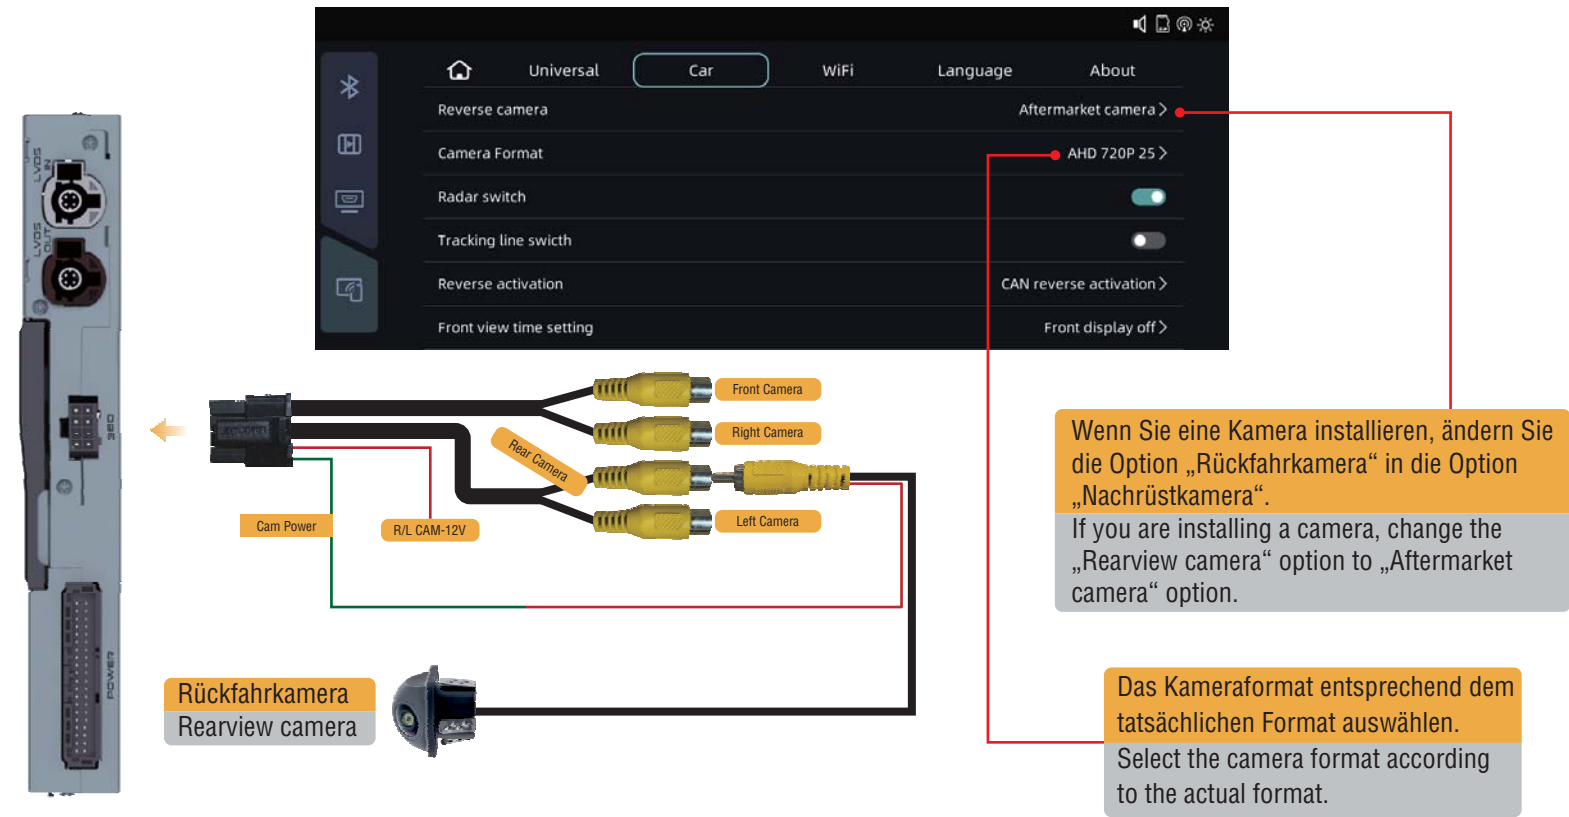 Universal
Car
WiFi
Language
About
Reverse camera
Aftermarket camera
Camera Format
AHD 720P 25
Radar switch
Tracking line swicth
Reverse activation
CAN reverse activation
Front view time setting
Front display off
LVDS
IN
LVDS
OUT
360
POWER
Front Camera
Right Camera
Rear Camera
Left Camera
Cam Power
R/L CAM-12V
Rückfahrkamera
Rearview camera
Wenn Sie eine Kamera installieren, ändern Sie
die Option „Rückfahrkamera“ in die Option
„Nachrüstkamera“.
If you are installing a camera, change the
„Rearview camera“ option to „Aftermarket
camera“ option.
Das Kameraformat entsprechend dem
tatsächlichen Format auswählen.
Select the camera format according
to the actual format.